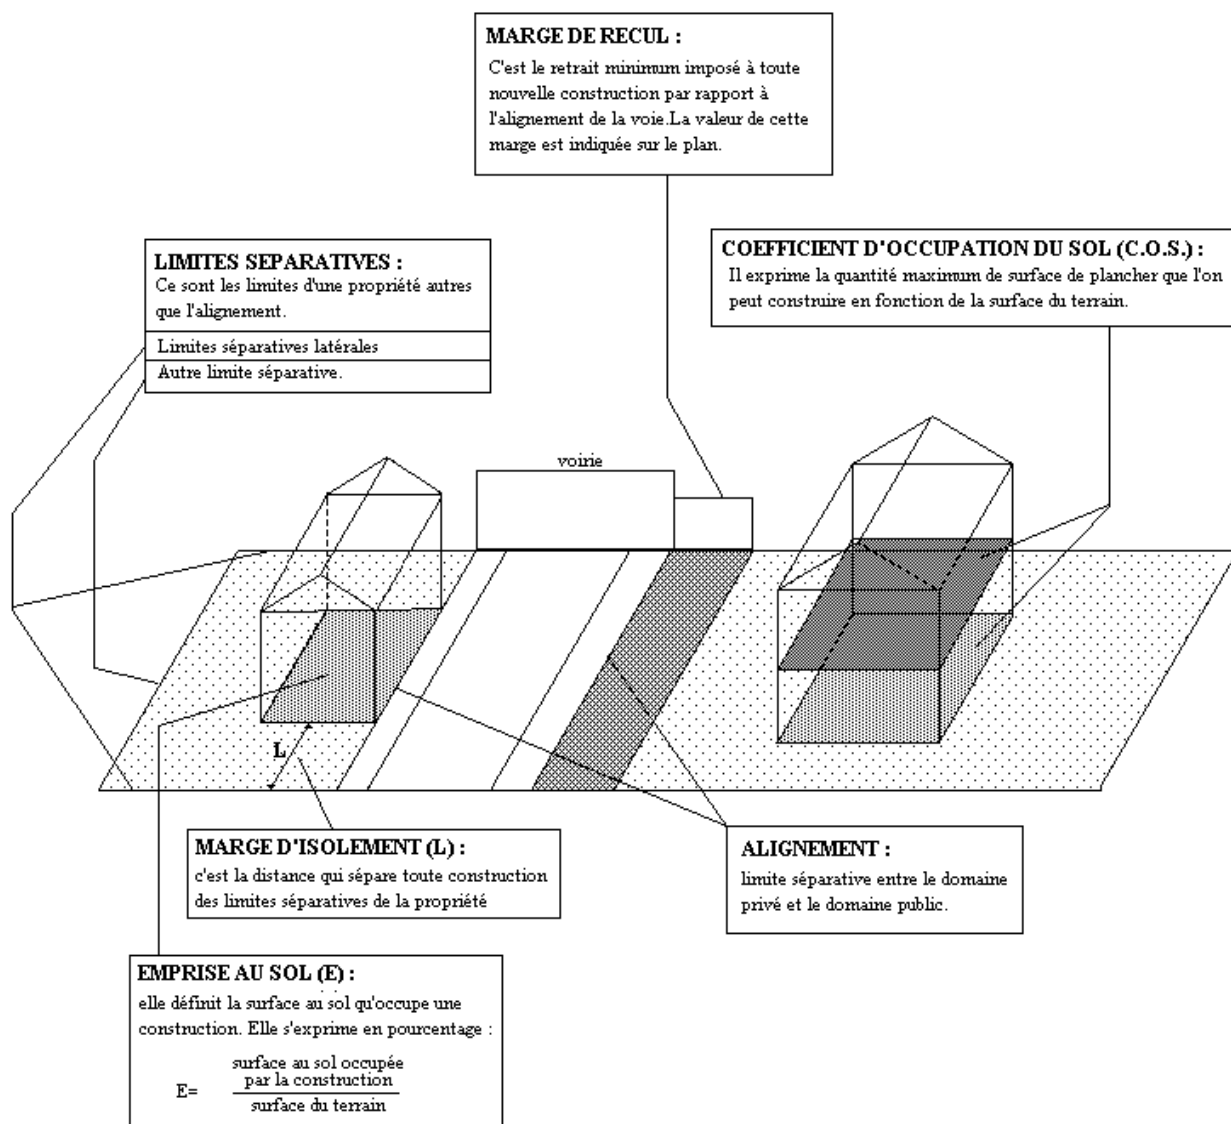 MARGE DE RECUL :
C'est le retrait minimum imposé à toute
nouvelle construction par rapport à
l'alignement de la voie.La valeur de cette
marge est indiquée sur le plan.
COEFFICIENT D'OCCUPATION DU SOL (C.O.S.) :
Il exprime la quantité maximum de surface de plancher que l'on
peut construire en fonction de la surface du terrain.
LIMITES SEPARATIVES :
Ce sont les limites d'une propriété autres
que l'alignement.
Limites séparatives latérales
Autre limite séparative.
voirie
L
MARGE D'ISOLEMENT (L) :
c'est la distance qui sépare toute construction
des limites séparatives de la propriété
ALIGNEMENT :
limite séparative entre le domaine
privé et le domaine public.
EMPRISE AU SOL (E) :
elle définit la surface au sol qu'occupe une
construction. Elle s'exprime en pourcentage :
surface au sol occupée
par la construction
E=
surface du terrain